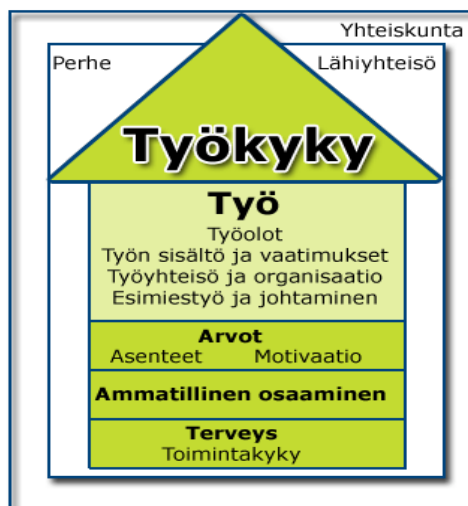 Yhteiskunta
Perhe Lähiyhteisö
Työkyky
Työ
Työolot
Työn sisältö ja vaatimukset
Työyhteisö ja organisaatio
Esimiestyö ja johtaminen
Arvot
Asenteet Motivaatio
Ammatillinen osaaminen
Terveys
Toimintakyky